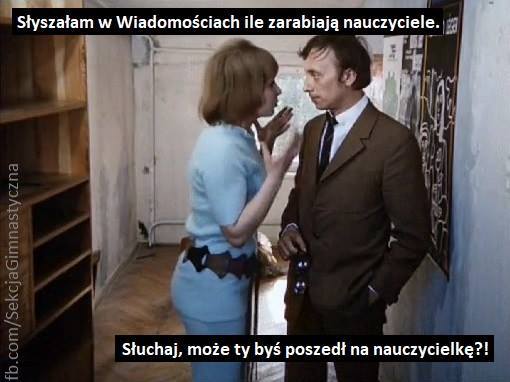 Słyszałam w Wiadomościach ile zarabiają nauczyciele.
fb.com/SekcjaGimnastyczna
Słuchaj, może ty byś poszedł na nauczycielkę?!